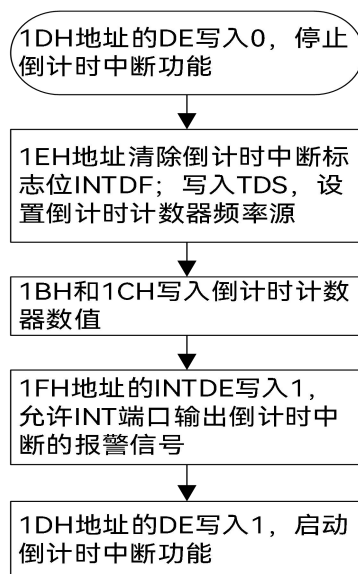 1DH地址的DE写入0，停止
倒计时中断功能
1EH地址清除倒计时中断标
志位INTDF；写入TDS，设
置倒计时计数器频率源
1BH和1CH写入倒计时计数
器数值
1FH地址的INTDE写入1，
允许INT端口输出倒计时中
断的报警信号
1DH地址的DE写入1，启动
倒计时中断功能